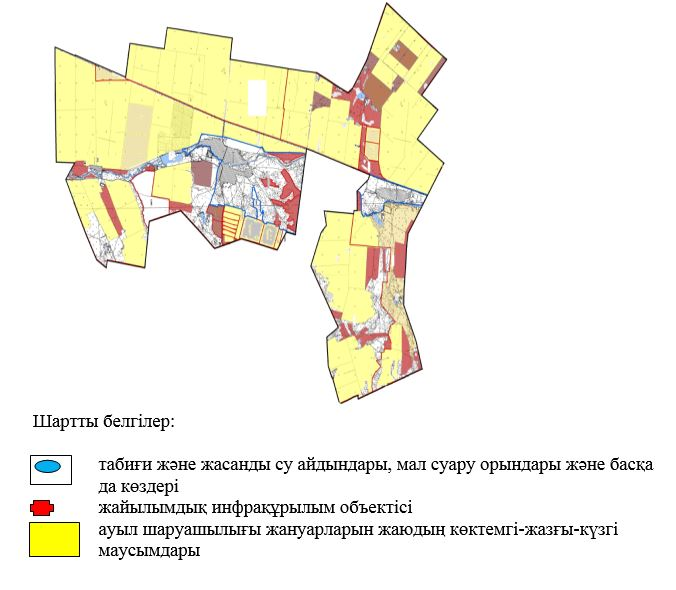 Шартты белгілер:
табиғи және жасанды су айдындары, мал суару орындары және басқа
да көздері
жайылымдық инфрақұрылым объектісі
ауыл шаруашылығы жануарларын жаюдың көктемгі-жазғы-күзгі
маусымдары